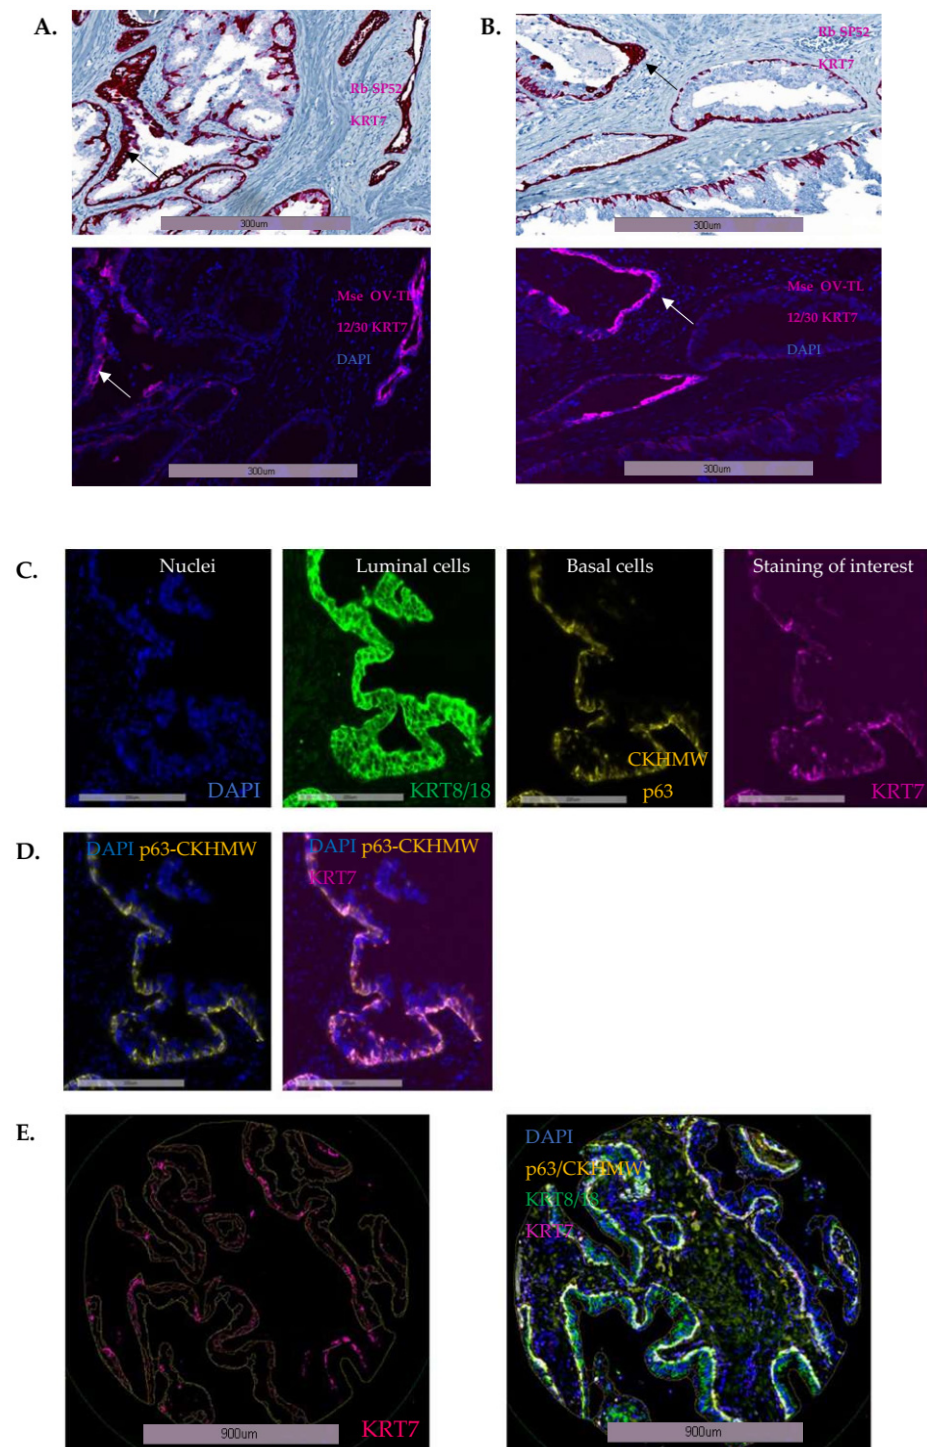 A.
Rb SP52
KRT7
300um
B.
Rb SP52
KRT7
300um
Mse OV-TL
12/30 KRT7
DAPI
300um
Mse OV-TL
12/30 KRT7
DAPI
300um
C.
Nuclei
DAPI
Luminal cells
KRT8/18
Basal cells
CKHMW
p63
Staining of interest
KRT7
D.
DAPI p63-CKHMW
DAPI p63-CKHMW
KRT7
E.
KRT7
900um
DAPI
p63/CKHMW
KRT8/18
KRT7
900um